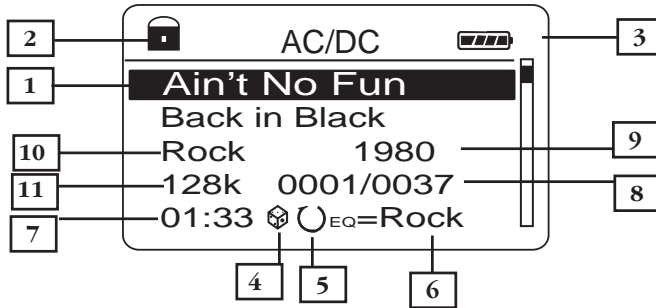 2 AC/DC 3
1 Ain't No Fun
Back in Black
10 Rock 1980 9
11 128k 0001/0037 8
7 01:33 EQ=Rock
4 5 6